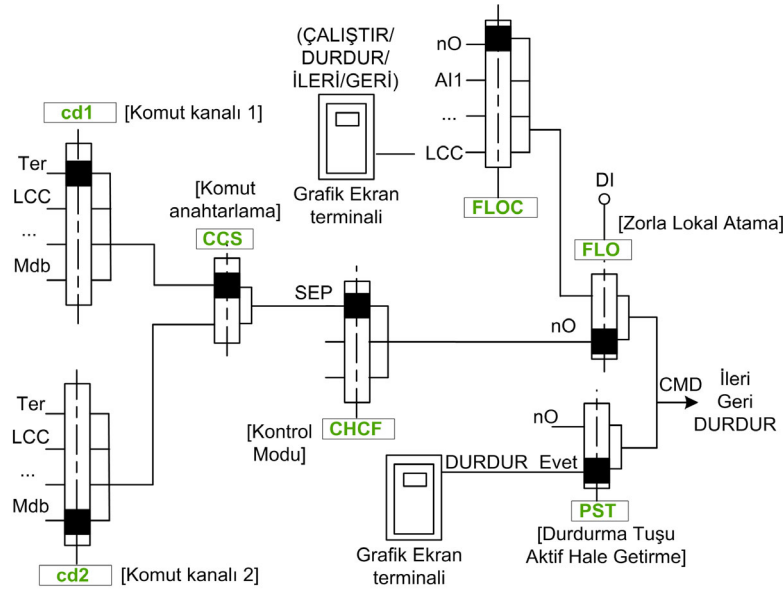 (ÇALIŞTIR/
DURDUR/
İLERİ/GERİ)
nO
AI1
...
LCC
Grafik Ekran
terminali
FLOC
cd1 [Komut kanalı 1]
Ter
LCC
...
Mdb
[Komut
anahtarlama]
CCS
DI
[Zorla Lokal Atama]
FLO
nO
SEP
CHCF
[Kontrol
Modu]
Ter
LCC
...
Mdb
cd2 [Komut kanalı 2]
CMD
İleri
Geri
DURDUR
nO
DURDUR Evet
PST
[Durdurma Tuşu
Aktif Hale Getirme]
Grafik Ekran
terminali